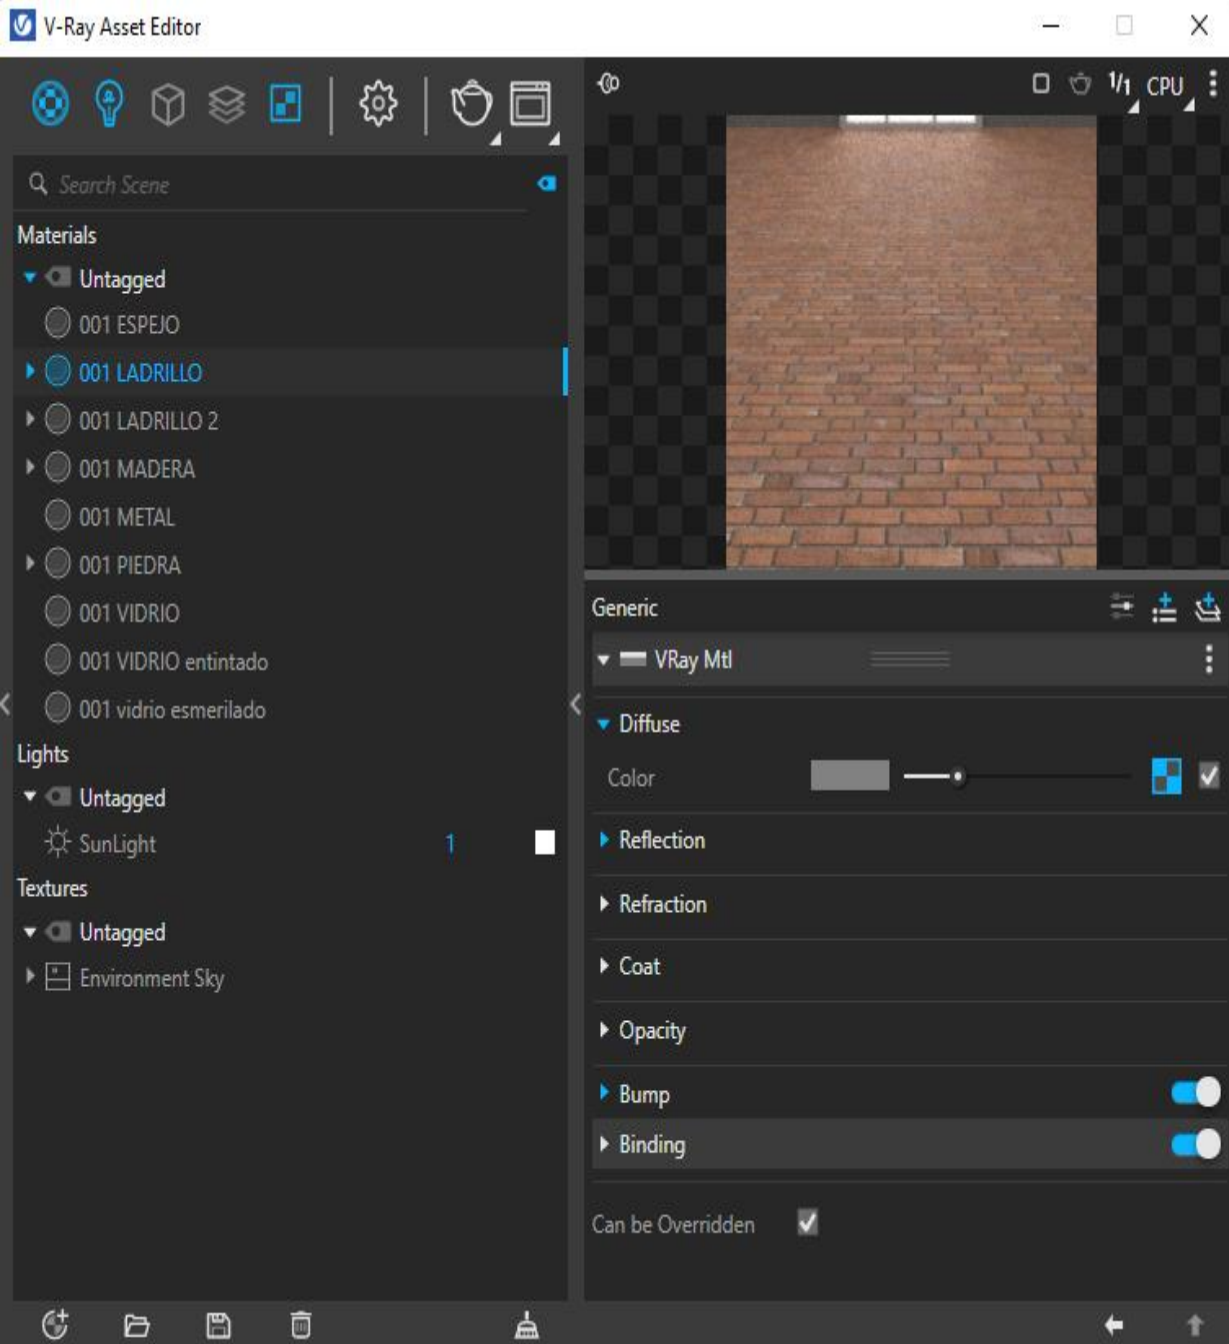 V-Ray Asset Editor
1/1 CPU
Search Scene
Materials
Untagged
001 ESPEJO
001 LADRILLO
001 LADRILLO 2
001 MADERA
001 METAL
001 PIEDRA
001 VIDRIO
001 VIDRIO entintado
001 vidrio esmerilado
Lights
Untagged
SunLight 1
Textures
Untagged
Environment Sky
Generic
VRay Mtl
Diffuse
Color
Reflection
Refraction
Coat
Opacity
Bump
Binding
Can be Overridden